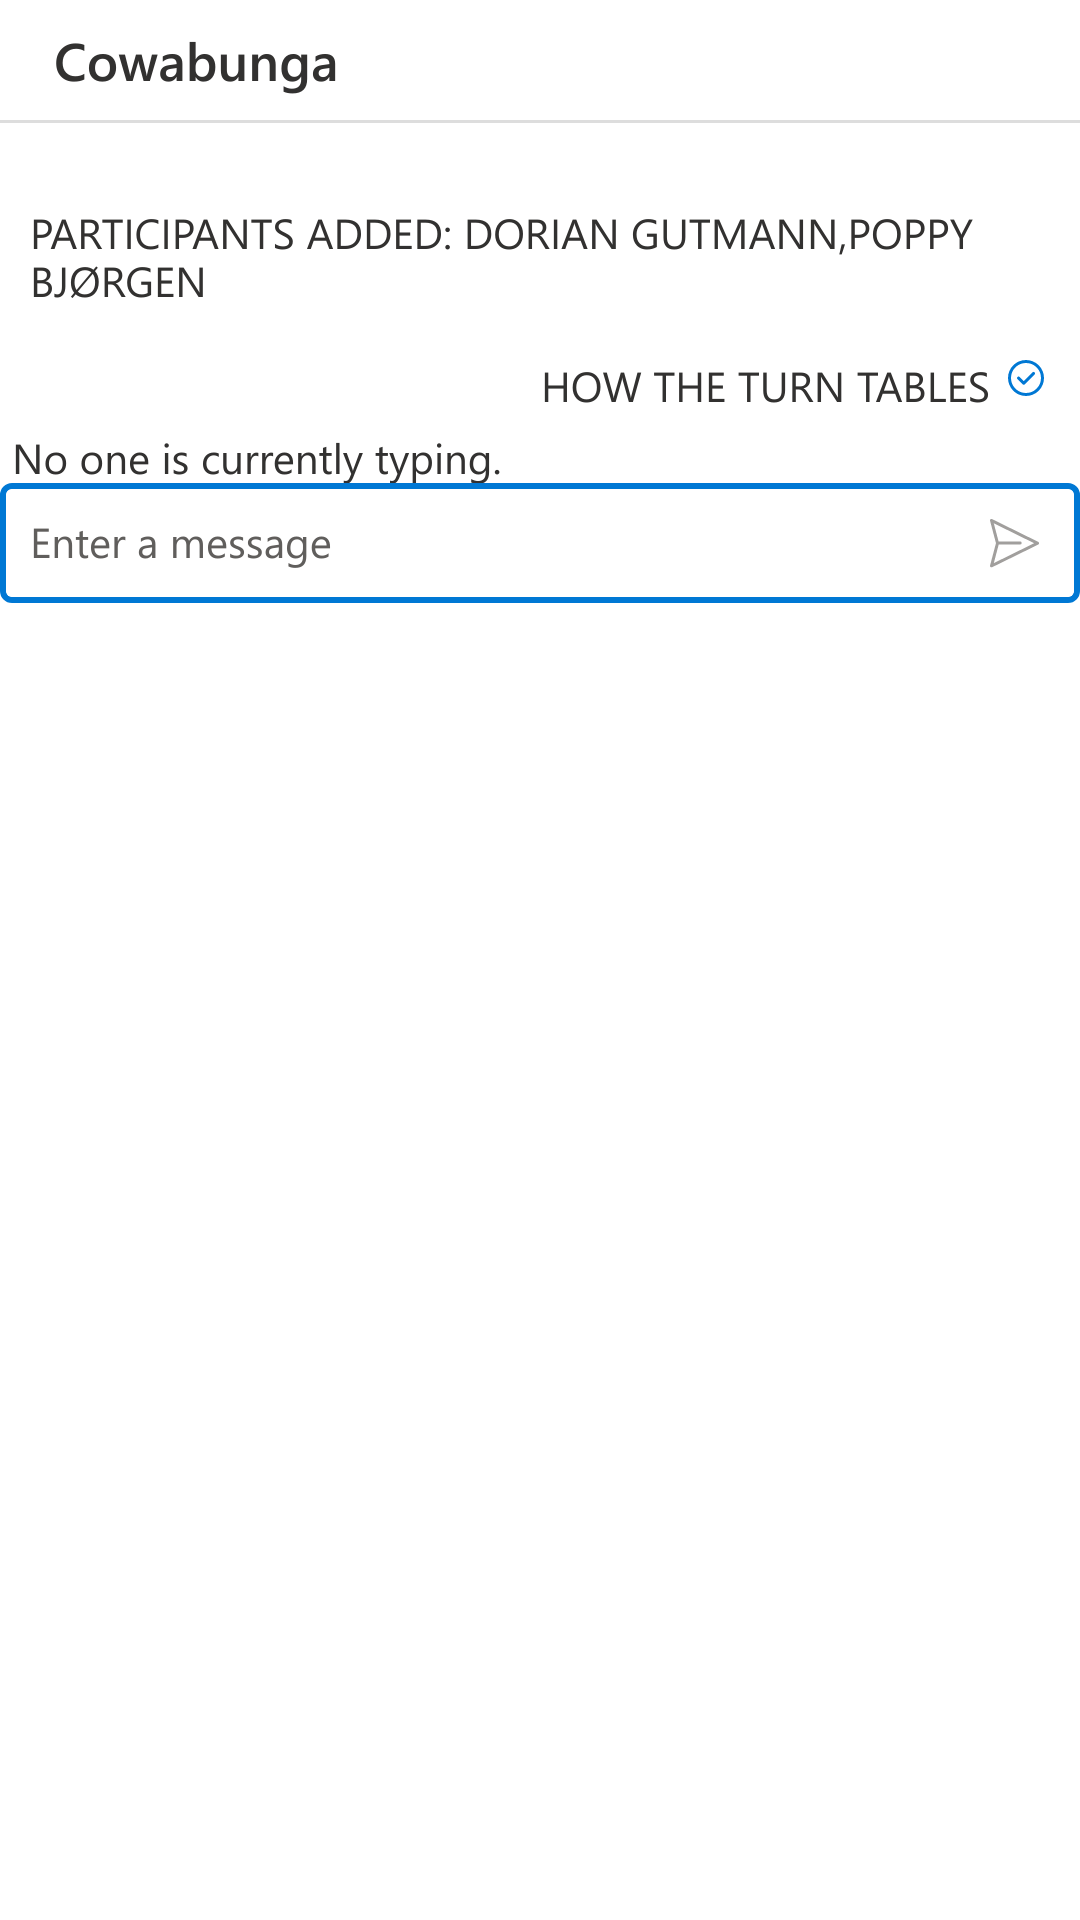 Cowabunga
PARTICIPANTS ADDED: DORIAN GUTMANN,POPPY
BJØRGEN
HOW THE TURN TABLES
No one is currently typing.
Enter a message